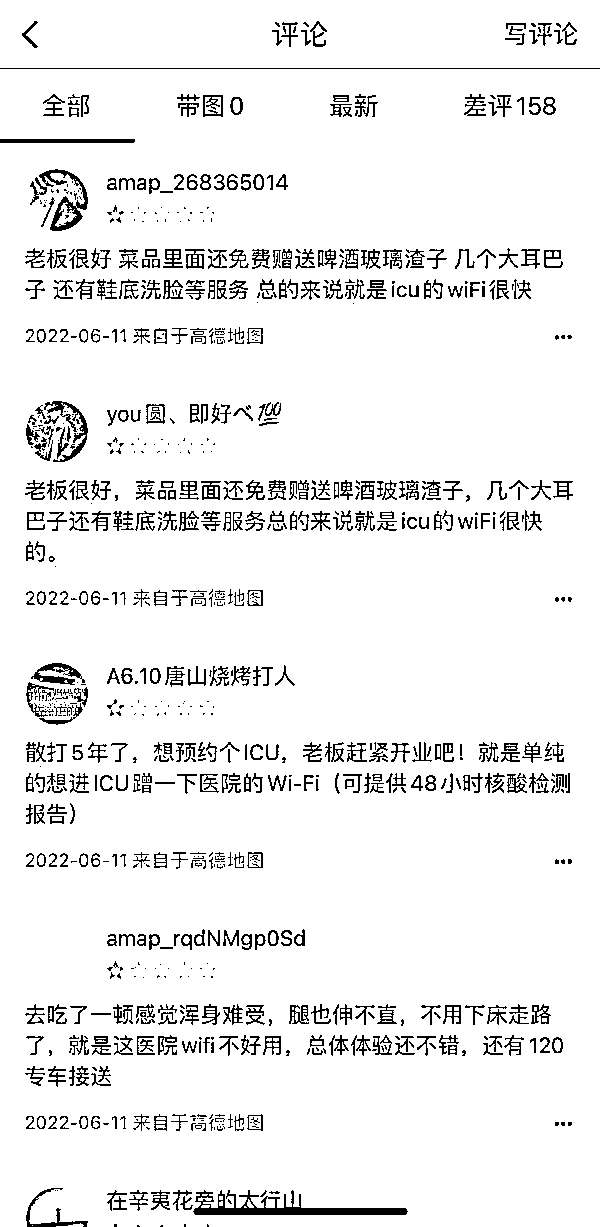 评论
写评论
全部
带图0
最新
差评158
amap_268365014
老板很好 菜品里面还免费赠送啤酒玻璃渣子 几个大耳巴
子 还有鞋底洗脸等服务 总的来说就是icu的wiFi很快
2022-06-11 来自于高德地图
you圆、即好べ💯
老板很好，菜品里面还免费赠送啤酒玻璃渣子，几个大耳
巴子还有鞋底洗脸等服务总的来说就是icu的wiFi很快
的。
2022-06-11 来自于高德地图
A6.10唐山烧烤打人
散打5年了，想预约个ICU，老板赶紧开业吧！就是单纯
的想进ICU蹭一下医院的Wi-Fi（可提供48小时核酸检测
报告）
2022-06-11 来自于高德地图
amap_rqdNMgp0Sd
去吃了一顿感觉浑身难受，腿也伸不直，不用下床走路
了，就是这医院wifi不好用，总体体验还不错，还有120
专车接送
2022-06-11 来自于高德地图
在辛夷花旁的太行山